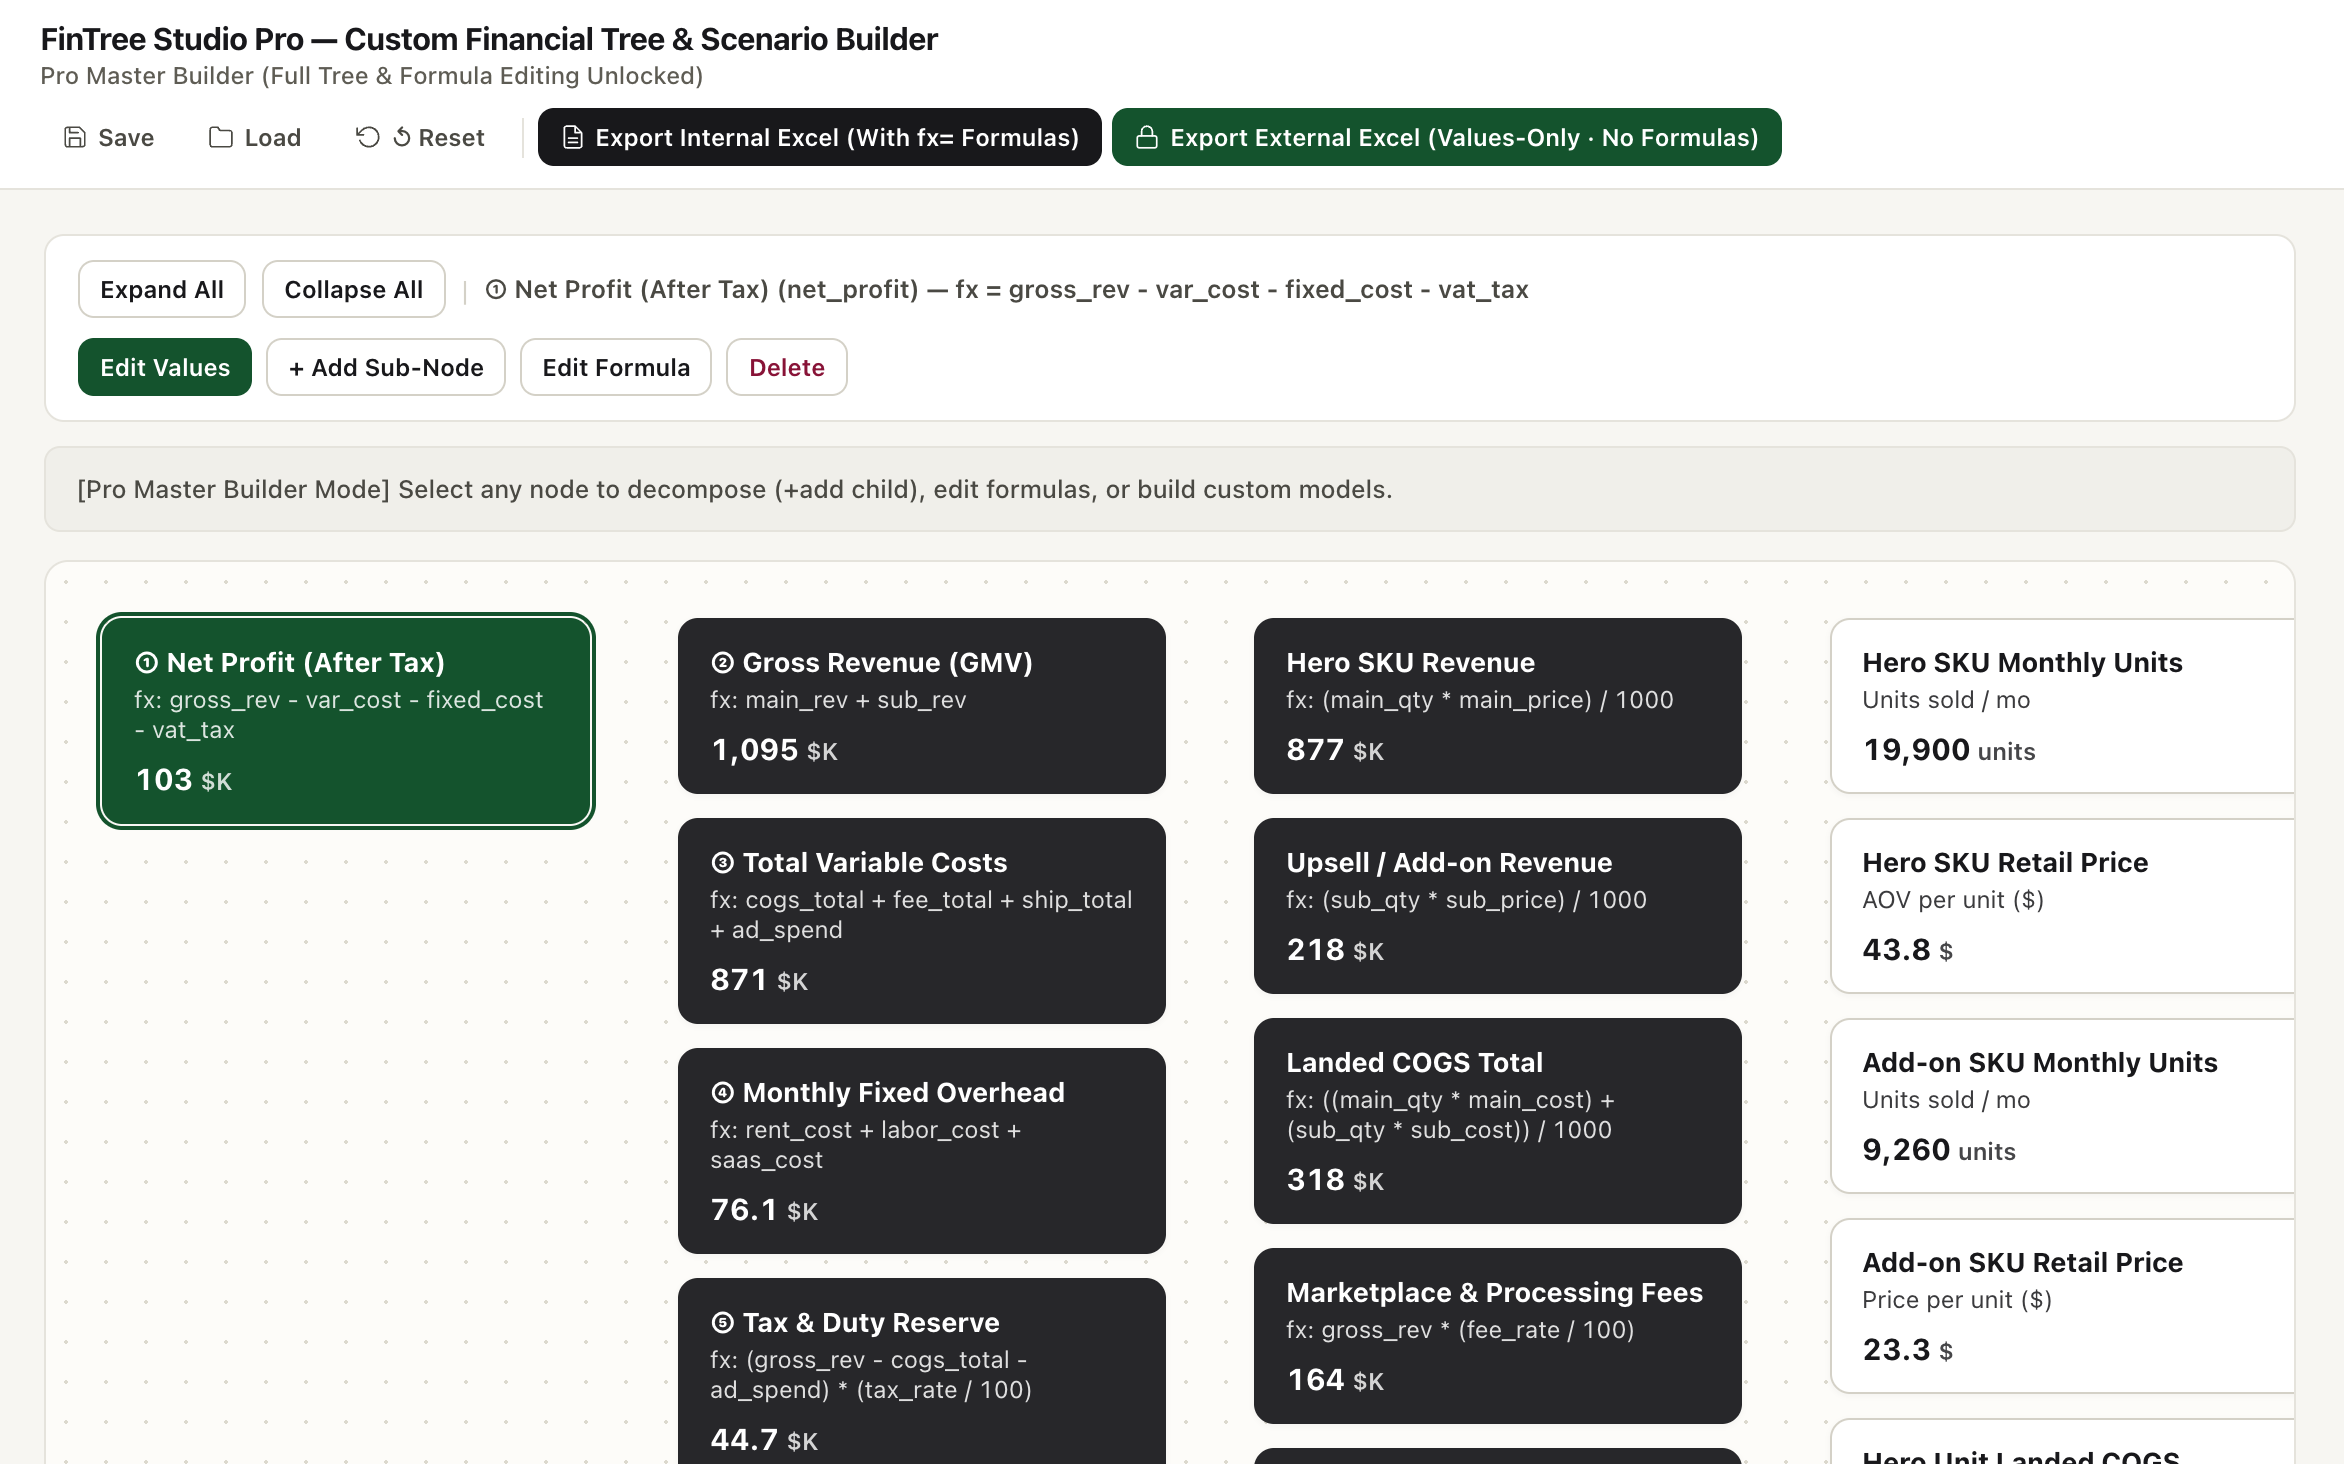 FinTree Studio Pro — Custom Financial Tree & Scenario Builder
Pro Master Builder (Full Tree & Formula Editing Unlocked)
Save
Load
↺ Reset
Export Internal Excel (With fx= Formulas)
Export External Excel (Values-Only · No Formulas)
Expand All
Collapse All
| ① Net Profit (After Tax) (net_profit) — fx = gross_rev - var_cost - fixed_cost - vat_tax
Edit Values
+ Add Sub-Node
Edit Formula
Delete
[Pro Master Builder Mode] Select any node to decompose (+add child), edit formulas, or build custom models.
① Net Profit (After Tax)
fx: gross_rev - var_cost - fixed_cost
- vat_tax
103 $K
② Gross Revenue (GMV)
fx: main_rev + sub_rev
1,095 $K
③ Total Variable Costs
fx: cogs_total + fee_total + ship_total
+ ad_spend
871 $K
④ Monthly Fixed Overhead
fx: rent_cost + labor_cost +
saas_cost
76.1 $K
⑤ Tax & Duty Reserve
fx: (gross_rev - cogs_total -
ad_spend) * (tax_rate / 100)
44.7 $K
Hero SKU Revenue
fx: (main_qty * main_price) / 1000
877 $K
Upsell / Add-on Revenue
fx: (sub_qty * sub_price) / 1000
218 $K
Landed COGS Total
fx: ((main_qty * main_cost) +
(sub_qty * sub_cost)) / 1000
318 $K
Marketplace & Processing Fees
fx: gross_rev * (fee_rate / 100)
164 $K
Hero SKU Monthly Units
Units sold / mo
19,900 units
Hero SKU Retail Price
AOV per unit ($)
43.8 $
Add-on SKU Monthly Units
Units sold / mo
9,260 units
Add-on SKU Retail Price
Price per unit ($)
23.3 $
Hero Unit Landed COGS